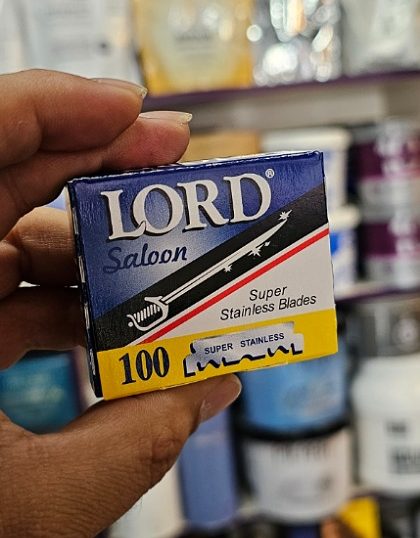 LORD®
Saloon
Super
Stainless Blades
100
SUPER STAINLESS